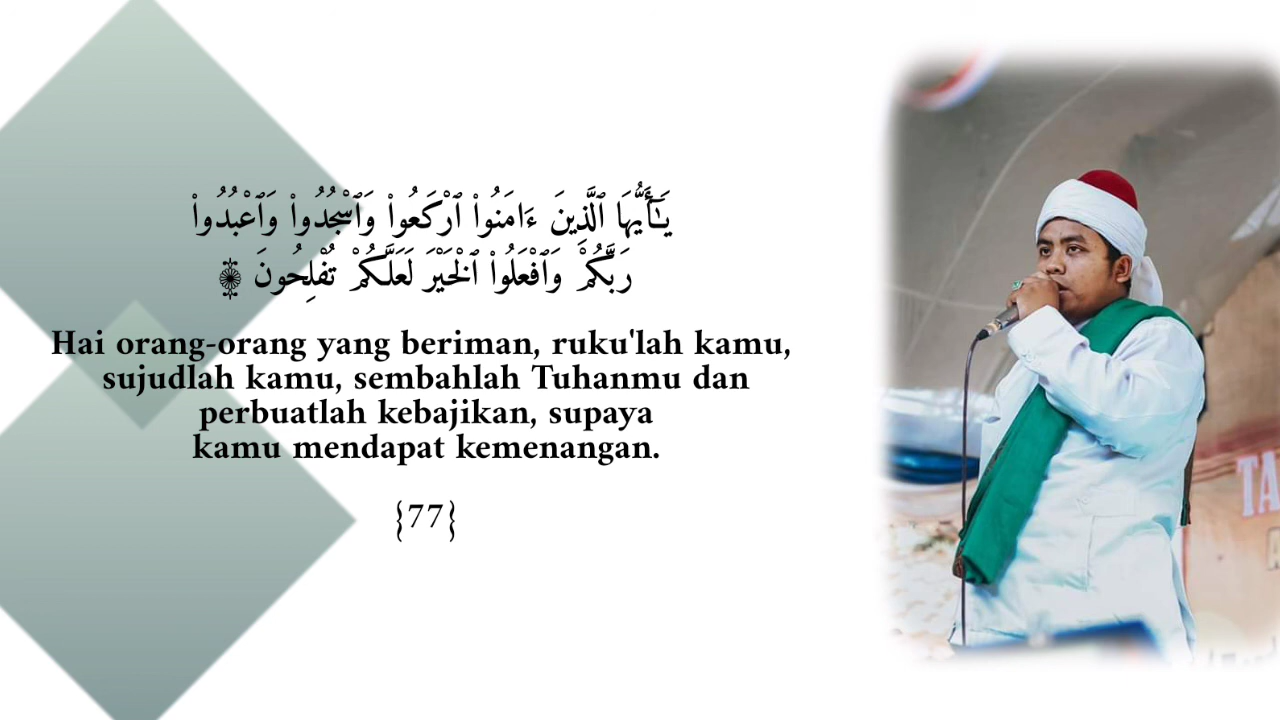 يَـٰٓأَيُّهَا ٱلَّذِينَ ءَامَنُوا۟ ٱرْكَعُوا۟ وَٱسْجُدُوا۟ وَٱعْبُدُوا۟
رَبَّكُمْ وَٱفْعَلُوا۟ ٱلْخَيْرَ لَعَلَّكُمْ تُفْلِحُونَ ۩
Hai orang-orang yang beriman, ruku'lah kamu,
sujudlah kamu, sembahlah Tuhanmu dan
perbuatlah kebajikan, supaya
kamu mendapat kemenangan.
{77}
TA